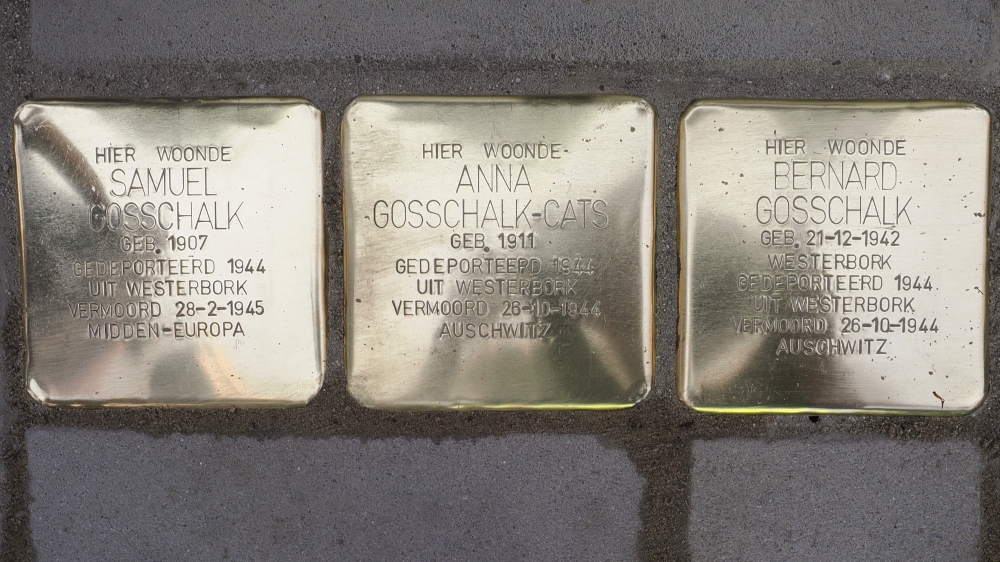 HIER WOONDE
SAMUEL
GOSSCHALK
GEB. 1907
GEDEPORTEERD 1944
UIT WESTERBORK
VERMOORD 28-2-1945
MIDDEN-EUROPA
HIER WOONDE
ANNA
GOSSCHALK-CATS
GEB. 1911
GEDEPORTEERD 1944
UIT WESTERBORK
VERMOORD 26-10-1944
AUSCHWITZ
HIER WOONDE
BERNARD
GOSSCHALK
GEB. 21-12-1942
WESTERBORK
GEDEPORTEERD 1944
UIT WESTERBORK
VERMOORD 26-10-1944
AUSCHWITZ